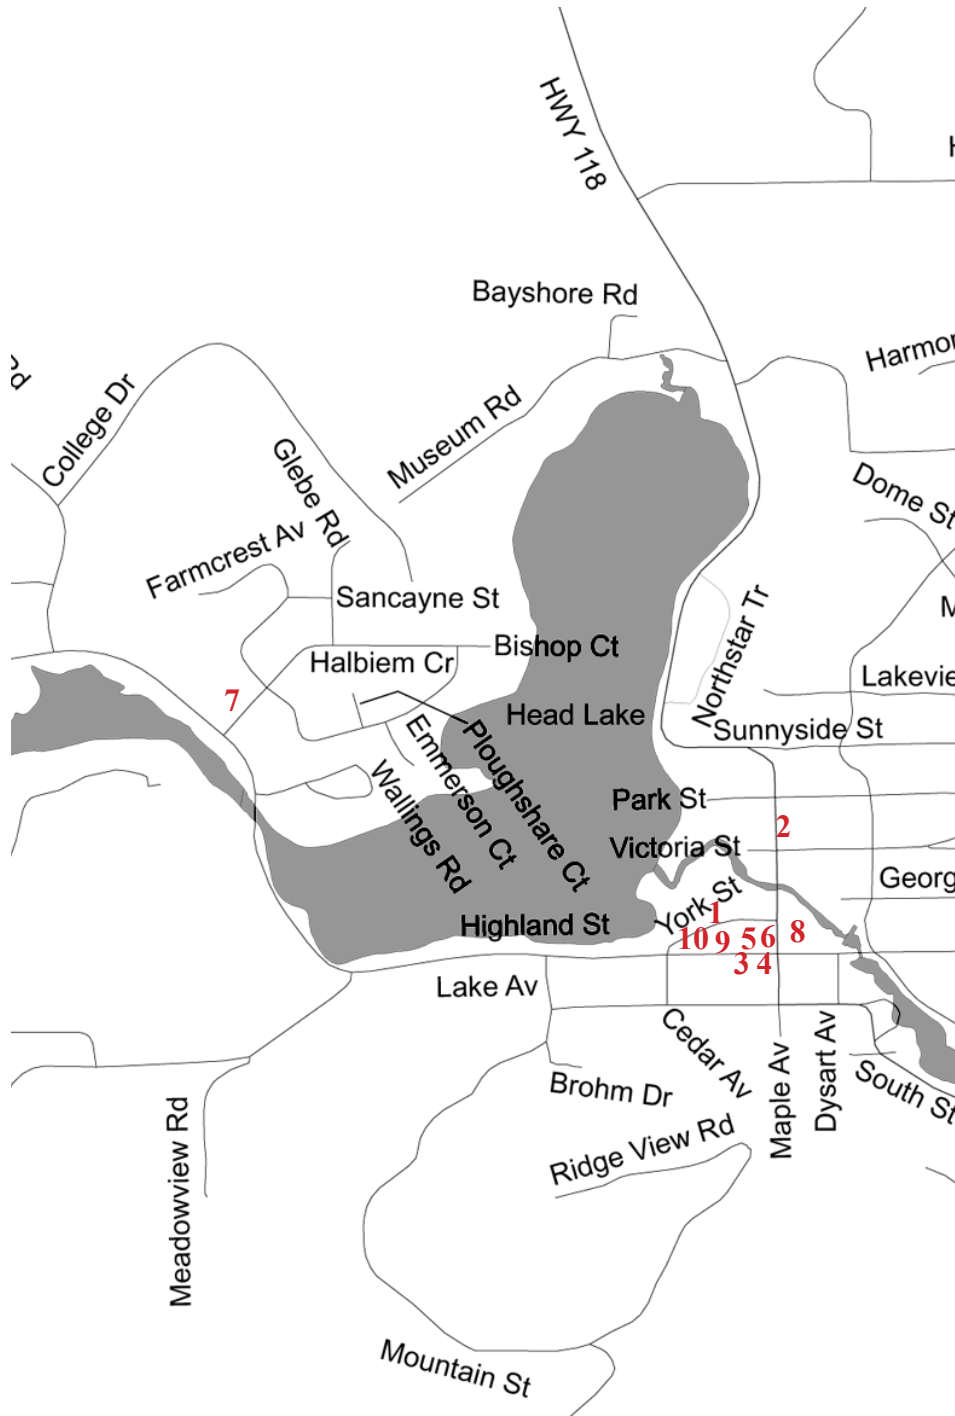 HWY 118
H
Bayshore Rd
Harmor
Rd
College Dr
Museum Rd
Glebe Rd
Dome St
Farmcrest Av
Sancayne St
M
Northstar Tr
Bishop Ct
Halbiem Cr
Lakevie
7
Head Lake
Sunnyside St
Emmerson Ct
Ploughshare Ct
Wallings Rd
Park St
2
Victoria St
Georg
York St
1
Highland St
10 9 5 6 8
3 4
Lake Av
Cedar Av
Maple Av
Dysart Av
South St
Brohm Dr
Ridge View Rd
Meadowview Rd
Mountain St